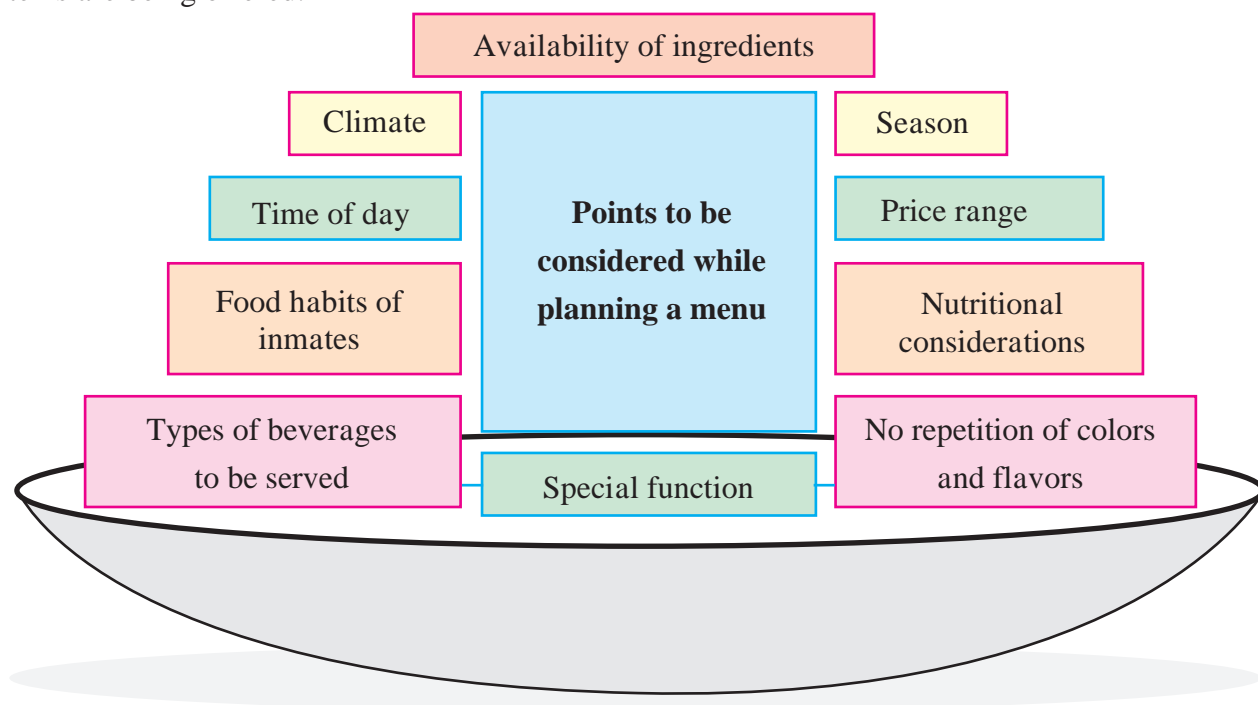 Availability of ingredients
Climate
Season
Time of day
Points to be
considered while
planning a menu
Price range
Food habits of
inmates
Nutritional
considerations
Types of beverages
to be served
No repetition of colors
and flavors
Special function